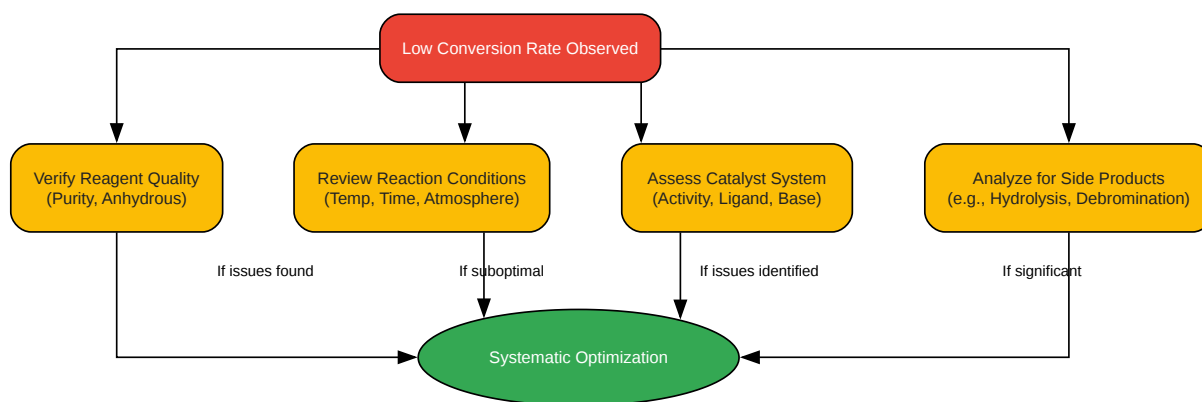 Low Conversion Rate Observed
Verify Reagent Quality
(Purity, Anhydrous)
Review Reaction Conditions
(Temp, Time, Atmosphere)
Assess Catalyst System
(Activity, Ligand, Base)
Analyze for Side Products
(e.g., Hydrolysis, Debromination)
If issues found
If suboptimal
If issues identified
If significant
Systematic Optimization